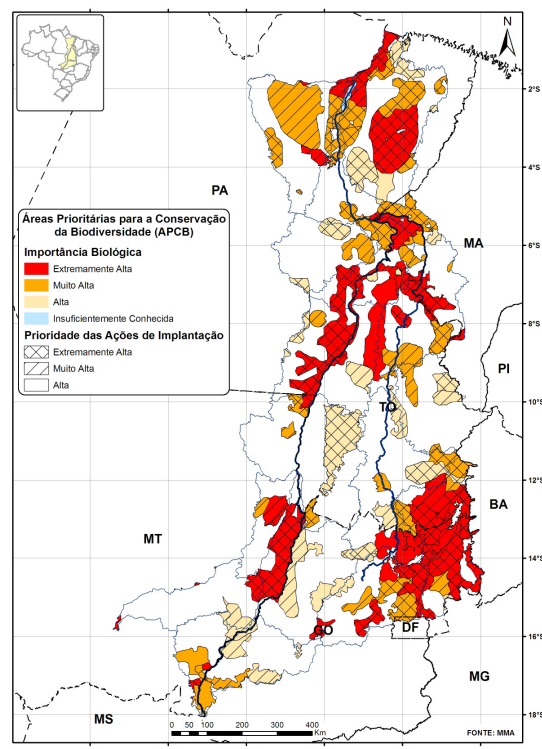 N
2°S
4°S
PA
Áreas Prioritárias para a Conservação
da Biodiversidade (APCB)
Importância Biológica
Extremamente Alta
Muito Alta
Alta
Insuficientemente Conhecida
Prioridade das Ações de Implantação
Extremamente Alta
Muito Alta
Alta
MA
6°S
8°S
PI
10°S
TO
12°S
BA
MT
14°S
GO
DF
16°S
MG
MS
18°S
0 50 100 200 300 400
Km
FONTE: MMA